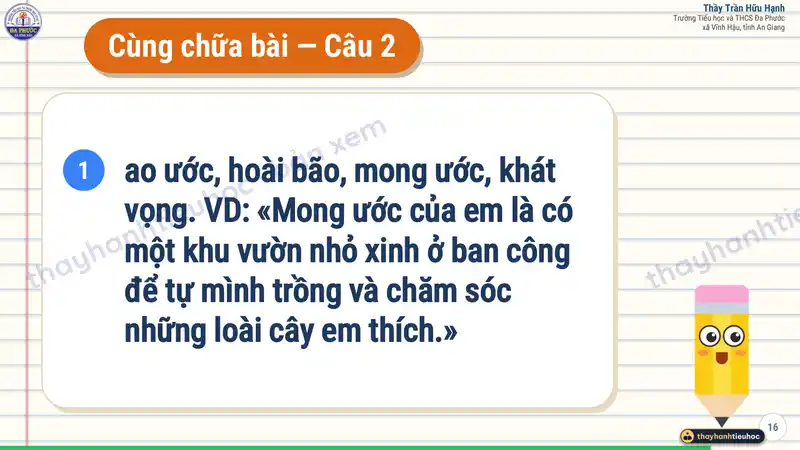 Thầy Trần Hữu Hạnh
Trường Tiểu học và THCS Đa Phước
xã Vĩnh Hậu, tỉnh An Giang
ĐA PHƯỚC
Cùng chữa bài – Câu 2
1
ao ước, hoài bão, mong ước, khát
vọng. VD: «Mong ước của em là có
một khu vườn nhỏ xinh ở ban công
để tự mình trồng và chăm sóc
những loài cây em thích.»
thayhanhtieuhoc
16